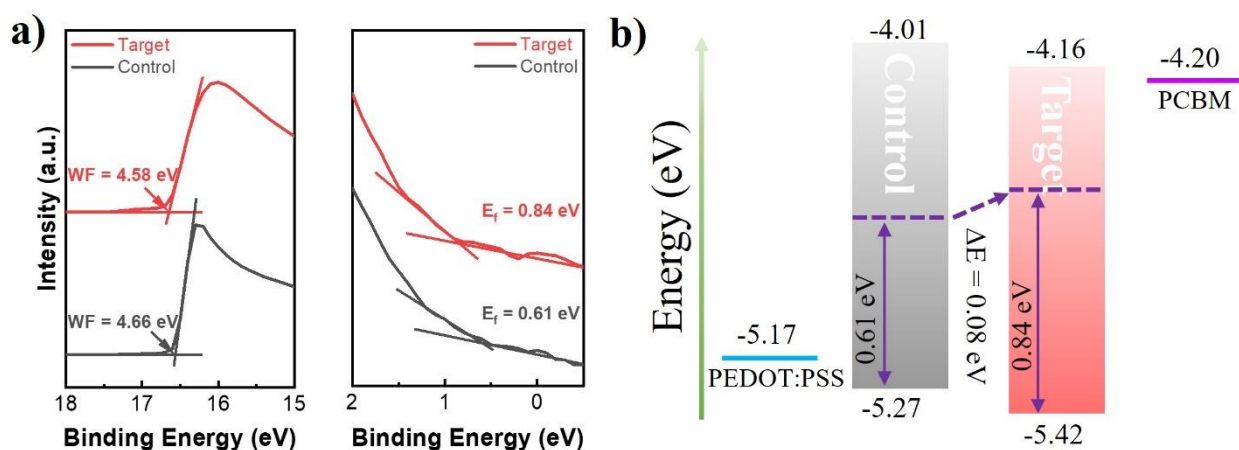 a)
Target
Control
WF = 4.58 eV
WF = 4.66 eV
Intensity (a.u.)
18 17 16 15
Binding Energy (eV)
Target
Control
E_f = 0.84 eV
E_f = 0.61 eV
2 1 0
Binding Energy (eV)
b)
Energy (eV)
-5.17
PEDOT:PSS
-4.01
Control
0.61 eV
-5.27
ΔE = 0.08 eV
-4.16
Target
0.84 eV
-5.42
-4.20
PCBM